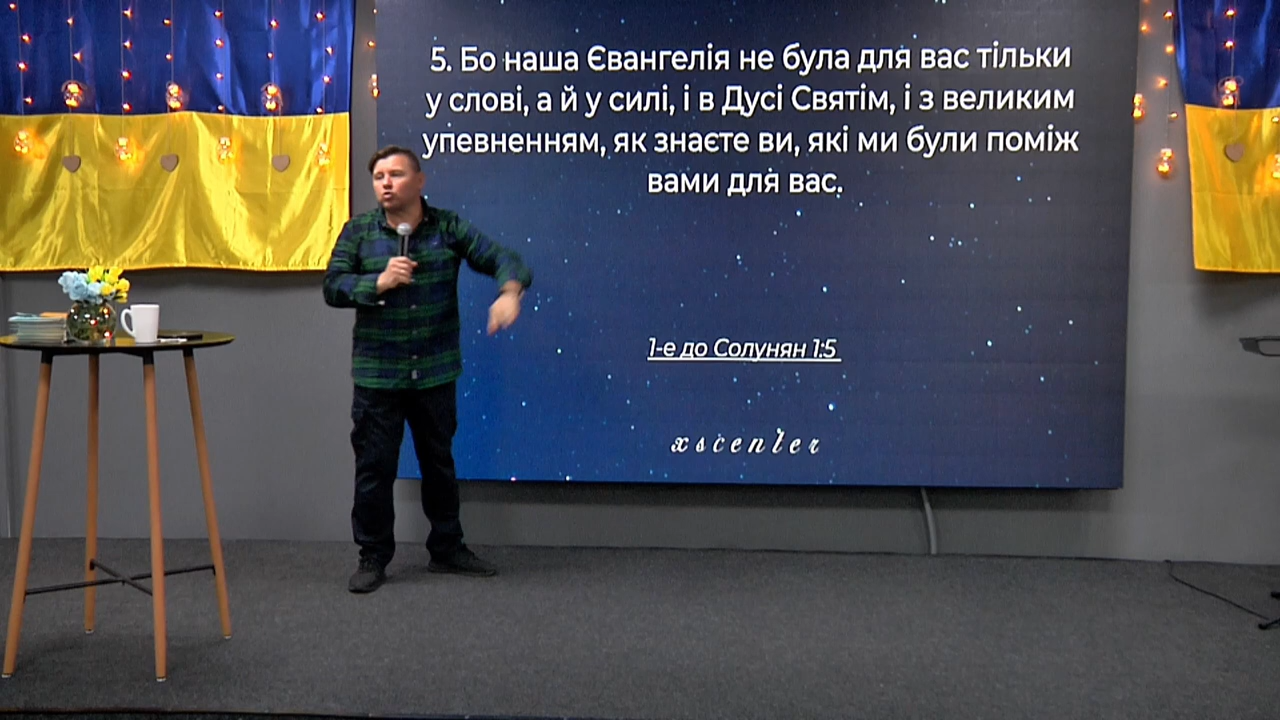 5. Бо наша Євангелія не була для вас тільки
у слові, а й у силі, і в Дусі Святім, і з великим
упевненням, як знаєте ви, які ми були поміж
вами для вас.
1-е до Солунян 1:5
xscenter